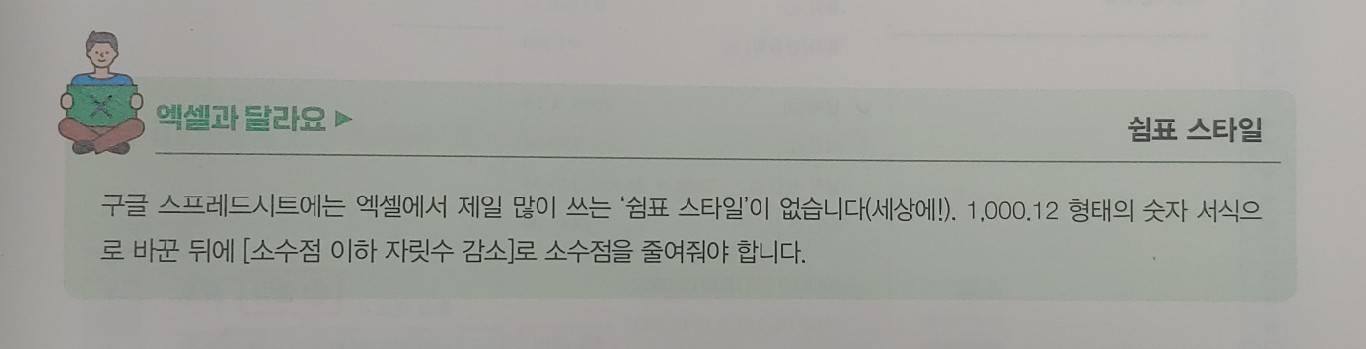 엑셀과 달라요 ▶
쉼표 스타일
구글 스프레드시트에는 엑셀에서 제일 많이 쓰는 ‘쉼표 스타일’이 없습니다(세상에!). 1,000.12 형태의 숫자 서식으
로 바꾼 뒤에 [소수점 이하 자릿수 감소]로 소수점을 줄여줘야 합니다.